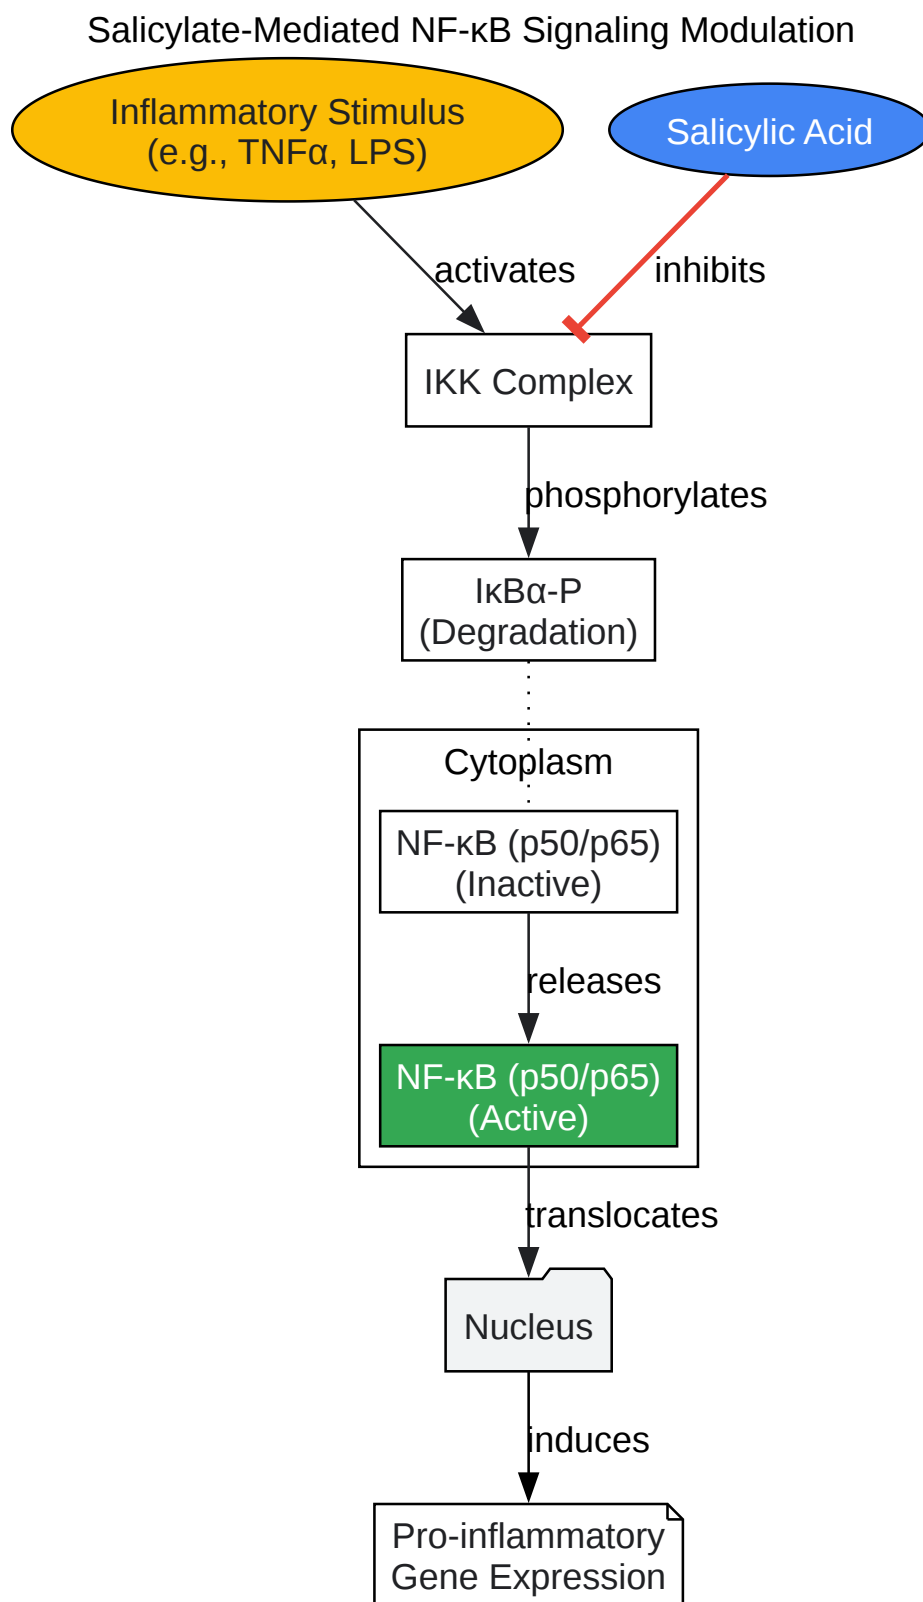 Salicylate-Mediated NF-κB Signaling Modulation
Inflammatory Stimulus
(e.g., TNFα, LPS)
Salicylic Acid
activates
inhibits
IKK Complex
phosphorylates
IκBα-P
(Degradation)
Cytoplasm
NF-κB (p50/p65)
(Inactive)
releases
NF-κB (p50/p65)
(Active)
translocates
Nucleus
induces
Pro-inflammatory
Gene Expression